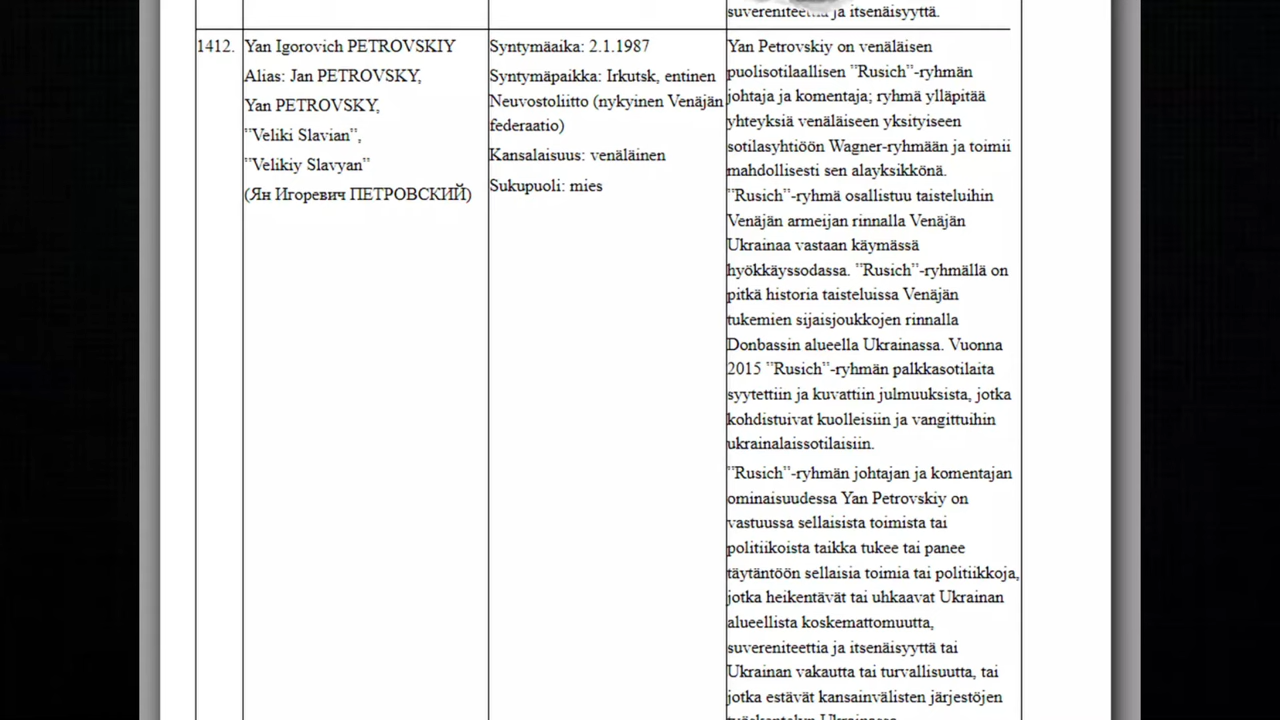 suvereniteettia ja itsenäisyyttä.
1412.
Yan Igorovich PETROVSKIY
Alias: Jan PETROVSKY,
Yan PETROVSKY,
"Veliki Slavian",
"Velikiy Slavyan"
(Ян Игоревич ПЕТРОВСКИЙ)
Syntymäaika: 2.1.1987
Syntymäpaikka: Irkutsk, entinen
Neuvostoliitto (nykyinen Venäjän
federaatio)
Kansalaisuus: venäläinen
Sukupuoli: mies
Yan Petrovskiy on venäläisen
puolisotilaallisen "Rusich"-ryhmän
johtaja ja komentaja; ryhmä ylläpitää
yhteyksiä venäläiseen yksityiseen
sotilasyhtiöön Wagner-ryhmään ja toimii
mahdollisesti sen alayksikkönä.
"Rusich"-ryhmä osallistuu taisteluihin
Venäjän armeijan rinnalla Venäjän
Ukrainaa vastaan käymässä
hyökkäyssodassa. "Rusich"-ryhmällä on
pitkä historia taisteluissa Venäjän
tukemien sijaisjoukkojen rinnalla
Donbassin alueella Ukrainassa. Vuonna
2015 "Rusich"-ryhmän palkkasotilaita
syytettiin ja kuvattiin julmuuksista, jotka
kohdistuivat kuolleisiin ja vangittuihin
ukrainalaissotilaisiin.
"Rusich"-ryhmän johtajan ja komentajan
ominaisuudessa Yan Petrovskiy on
vastuussa sellaisista toimista tai
politiikoista taikka tukee tai panee
täytäntöön sellaisia toimia tai politiikkoja,
jotka heikentävät tai uhkaavat Ukrainan
alueellista koskemattomuutta,
suvereniteettia ja itsenäisyyttä tai
Ukrainan vakautta tai turvallisuutta, tai
jotka estävät kansainvälisten järjestöjen